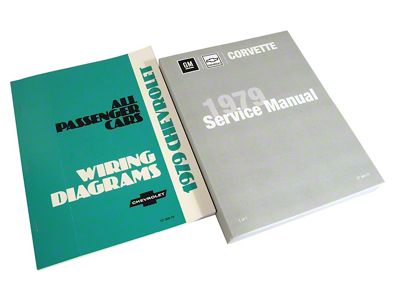 ALL
PASSENGER
CARS
WIRING
DIAGRAMS
CHEVROLET
1979 CHEVROLET
GM
CORVETTE
1979
Service Manual